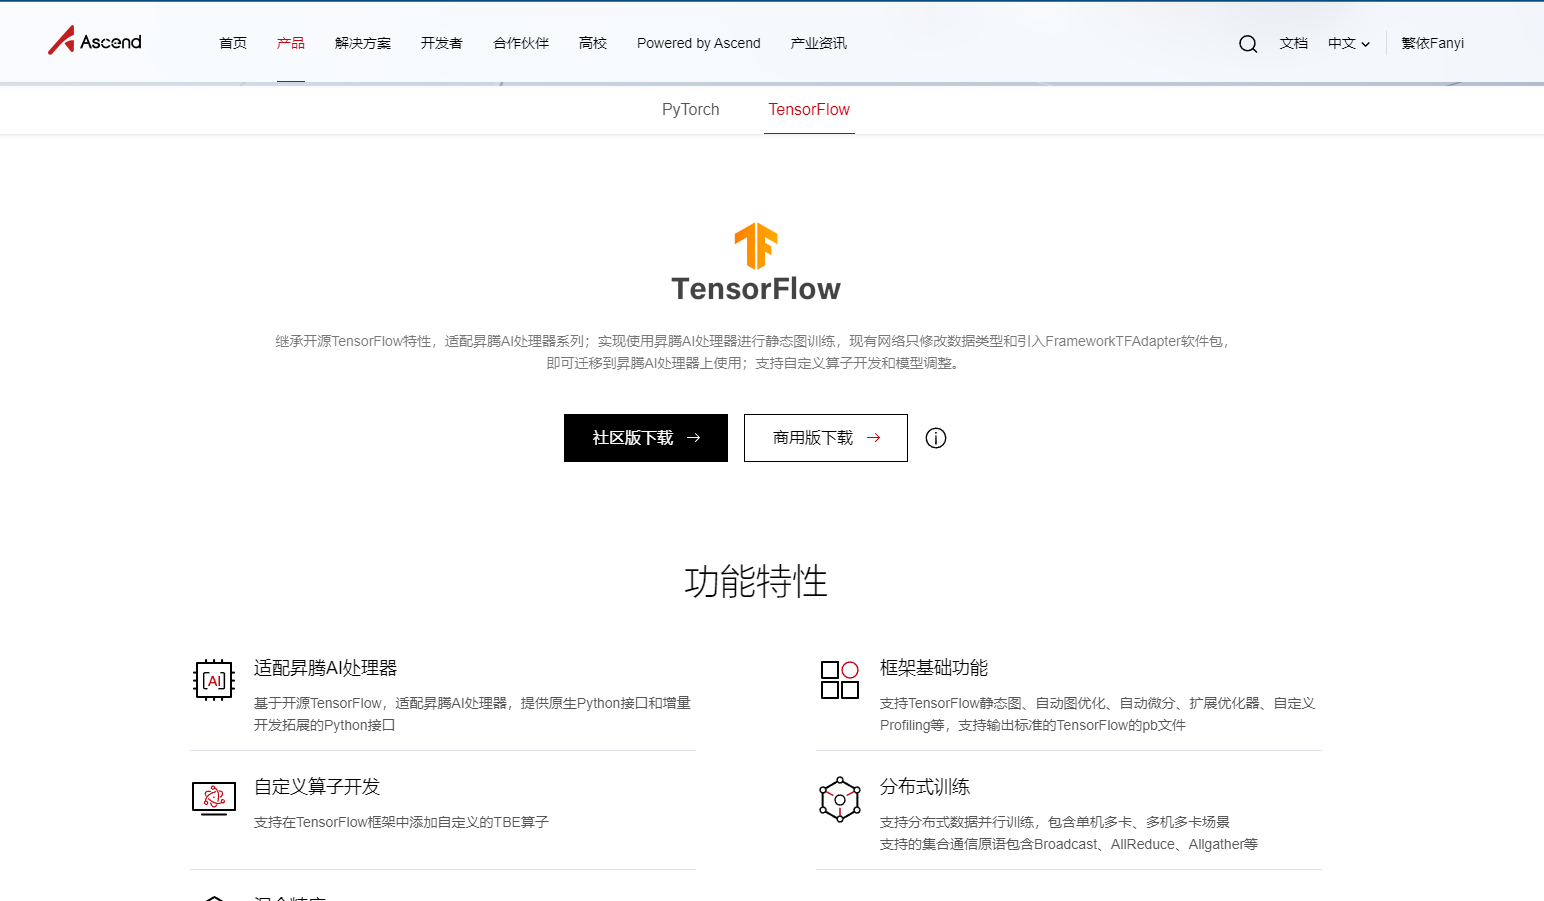 Ascend
首页 产品 解决方案 开发者 合作伙伴 高校 Powered by Ascend 产业资讯 文档 中文 繁依Fanyi
PyTorch TensorFlow
TensorFlow
继承开源TensorFlow特性，适配昇腾AI处理器系列；实现使用昇腾AI处理器进行静态图训练，现有网络只修改数据类型和引入FrameworkTFAdapter软件包，
即可迁移到昇腾AI处理器上使用；支持自定义算子开发和模型调整。
社区版下载 商用版下载
功能特性
AI
适配昇腾AI处理器
基于开源TensorFlow，适配昇腾AI处理器，提供原生Python接口和增量
开发拓展的Python接口
框架基础功能
支持TensorFlow静态图、自动图优化、自动微分、扩展优化器、自定义
Profiling等，支持输出标准的TensorFlow的pb文件
自定义算子开发
支持在TensorFlow框架中添加自定义的TBE算子
分布式训练
支持分布式数据并行训练，包含单机多卡、多机多卡场景
支持的集合通信原语包含Broadcast、AllReduce、Allgather等